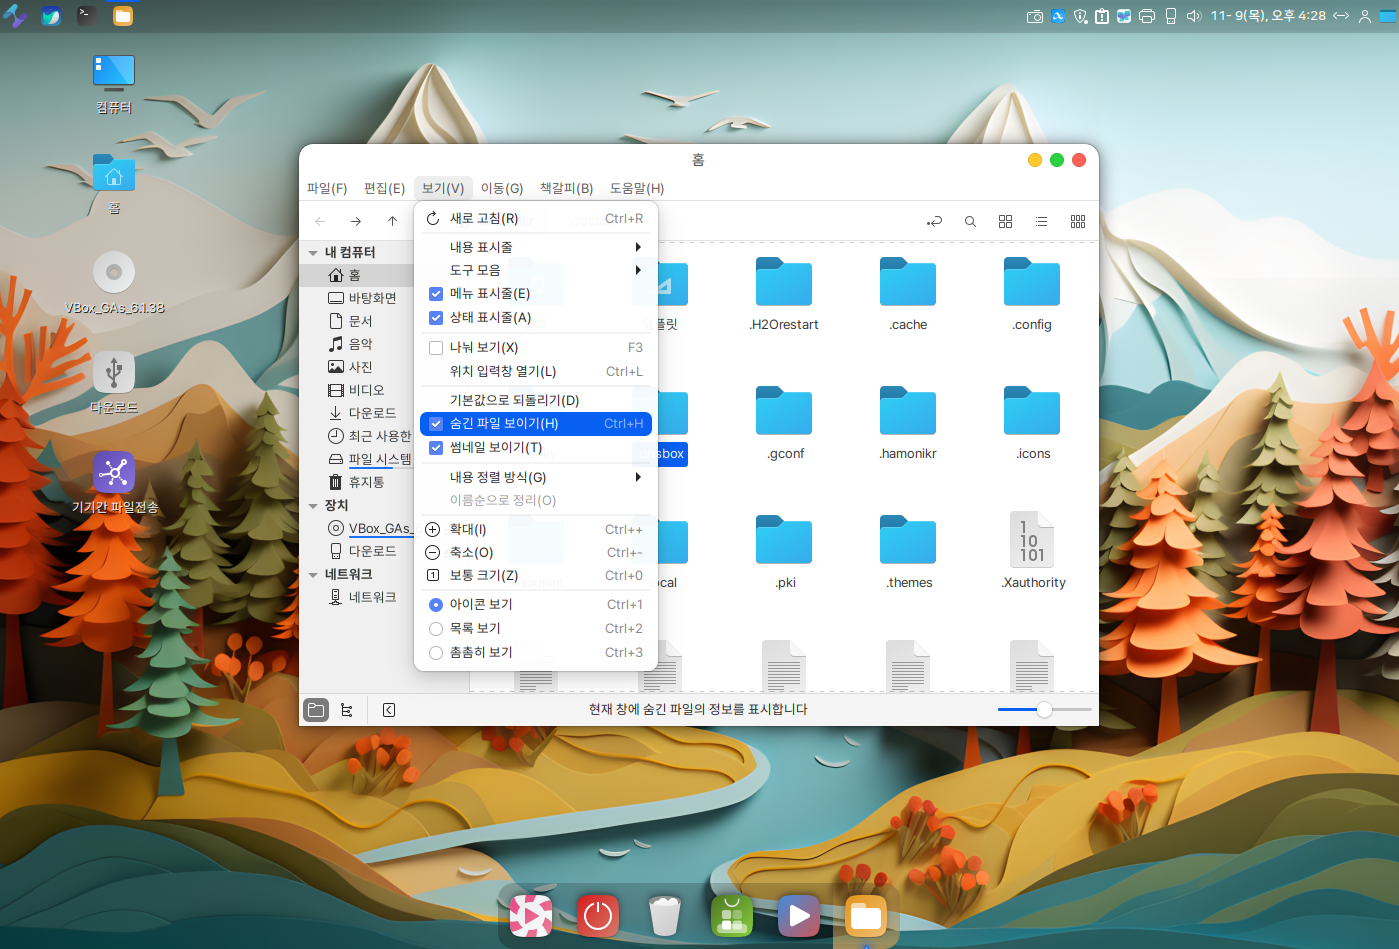 11- 9(목), 오후 4:28
컴퓨터
홈
VBox_GAs_6.1.38
다운로드
기기간 파일전송
홈
파일(F) 편집(E) 보기(V) 이동(G) 책갈피(B) 도움말(H)
새로 고침(R) Ctrl+R
내용 표시줄
도구 모음
메뉴 표시줄(E)
상태 표시줄(A)
나눠 보기(X) F3
위치 입력창 열기(L) Ctrl+L
기본값으로 되돌리기(D)
숨긴 파일 보이기(H) Ctrl+H
썸네일 보이기(T)
내용 정렬 방식(G)
이름순으로 정리(O)
확대(I) Ctrl++
축소(O) Ctrl+-
보통 크기(Z) Ctrl+0
아이콘 보기 Ctrl+1
목록 보기 Ctrl+2
촘촘히 보기 Ctrl+3
내 컴퓨터
홈
바탕화면
문서
음악
사진
비디오
다운로드
최근 사용한
파일 시스템
휴지통
장치
VBox_GAs_
다운로드
네트워크
네트워크
.H2Orestart .cache .config
.gconf .hamonikr .icons
.pki .themes .Xauthority
1
10
101
현재 창에 숨긴 파일의 정보를 표시합니다